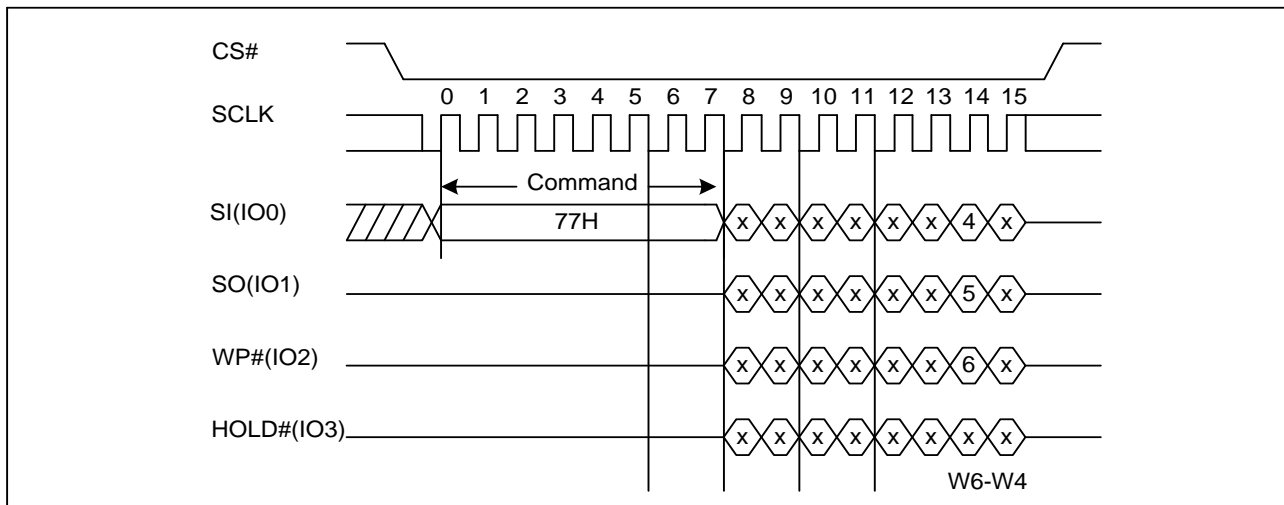 CS#
0 1 2 3 4 5 6 7 8 9 10 11 12 13 14 15
SCLK
Command
SI(IO0)
77H
x x x x x x 4 x
SO(IO1)
x x x x x x 5 x
WP#(IO2)
x x x x x x 6 x
HOLD#(IO3)
x x x x x x x x
W6-W4